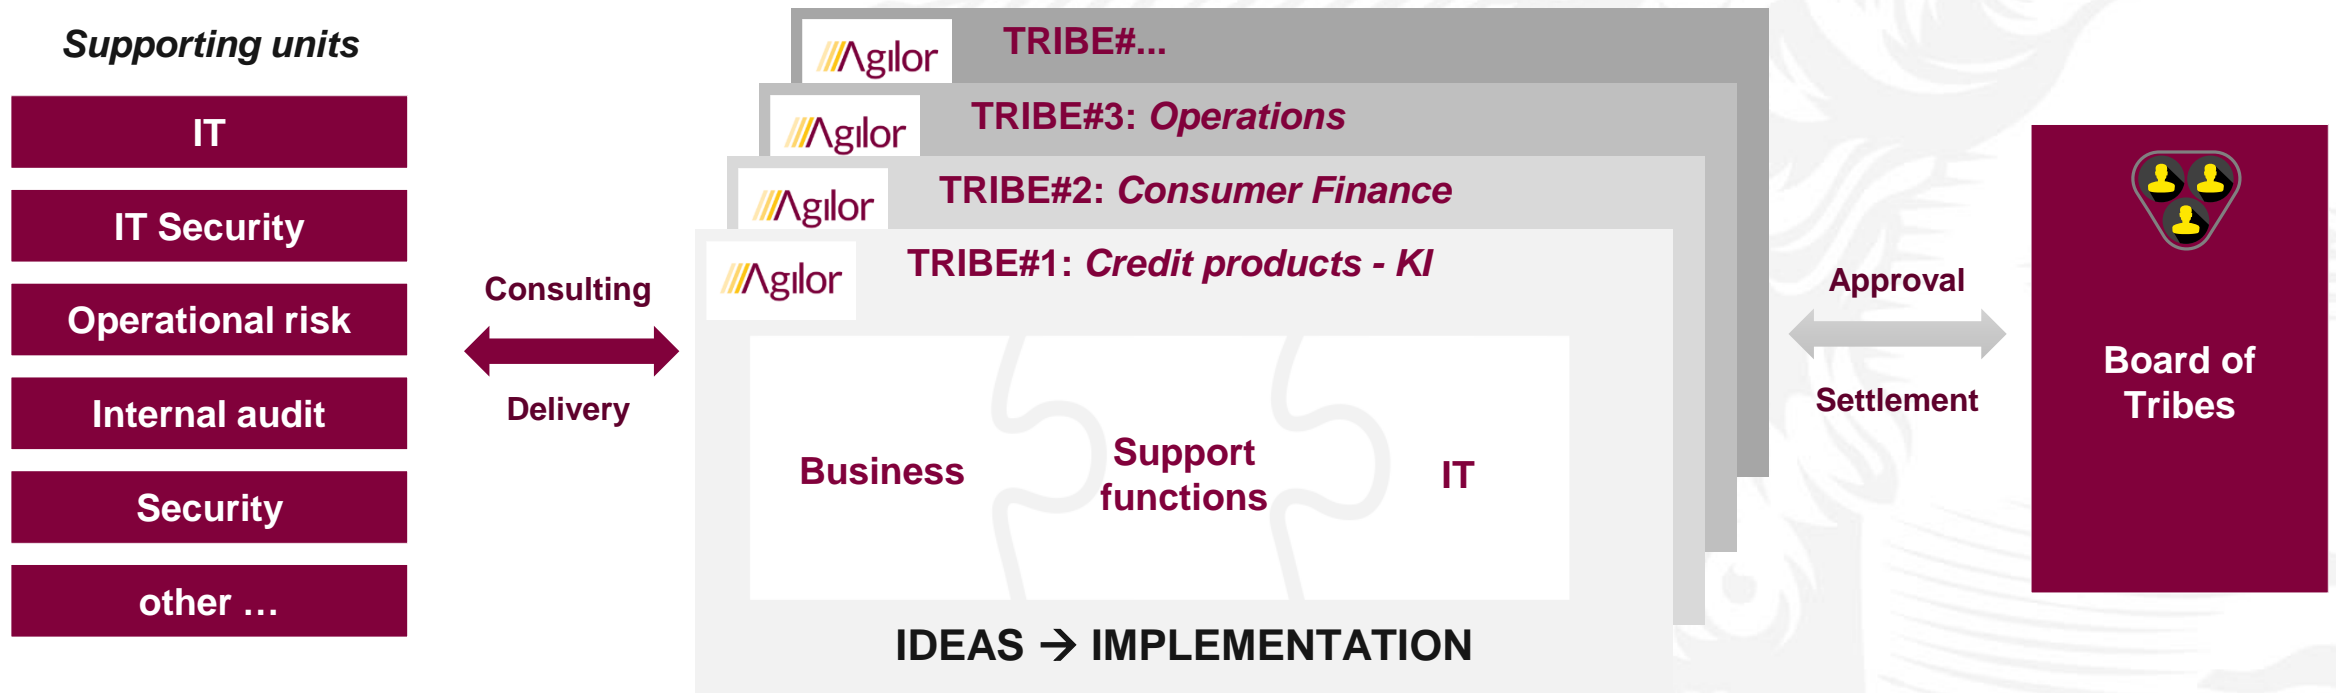 Supporting units
IT
IT Security
Operational risk
Internal audit
Security
other …
Consulting
Delivery
Agilor
TRIBE#...
Agilor
TRIBE#3: Operations
Agilor
TRIBE#2: Consumer Finance
Agilor
TRIBE#1: Credit products - KI
Business
Support
functions
IT
IDEAS → IMPLEMENTATION
Approval
Settlement
Board of
Tribes